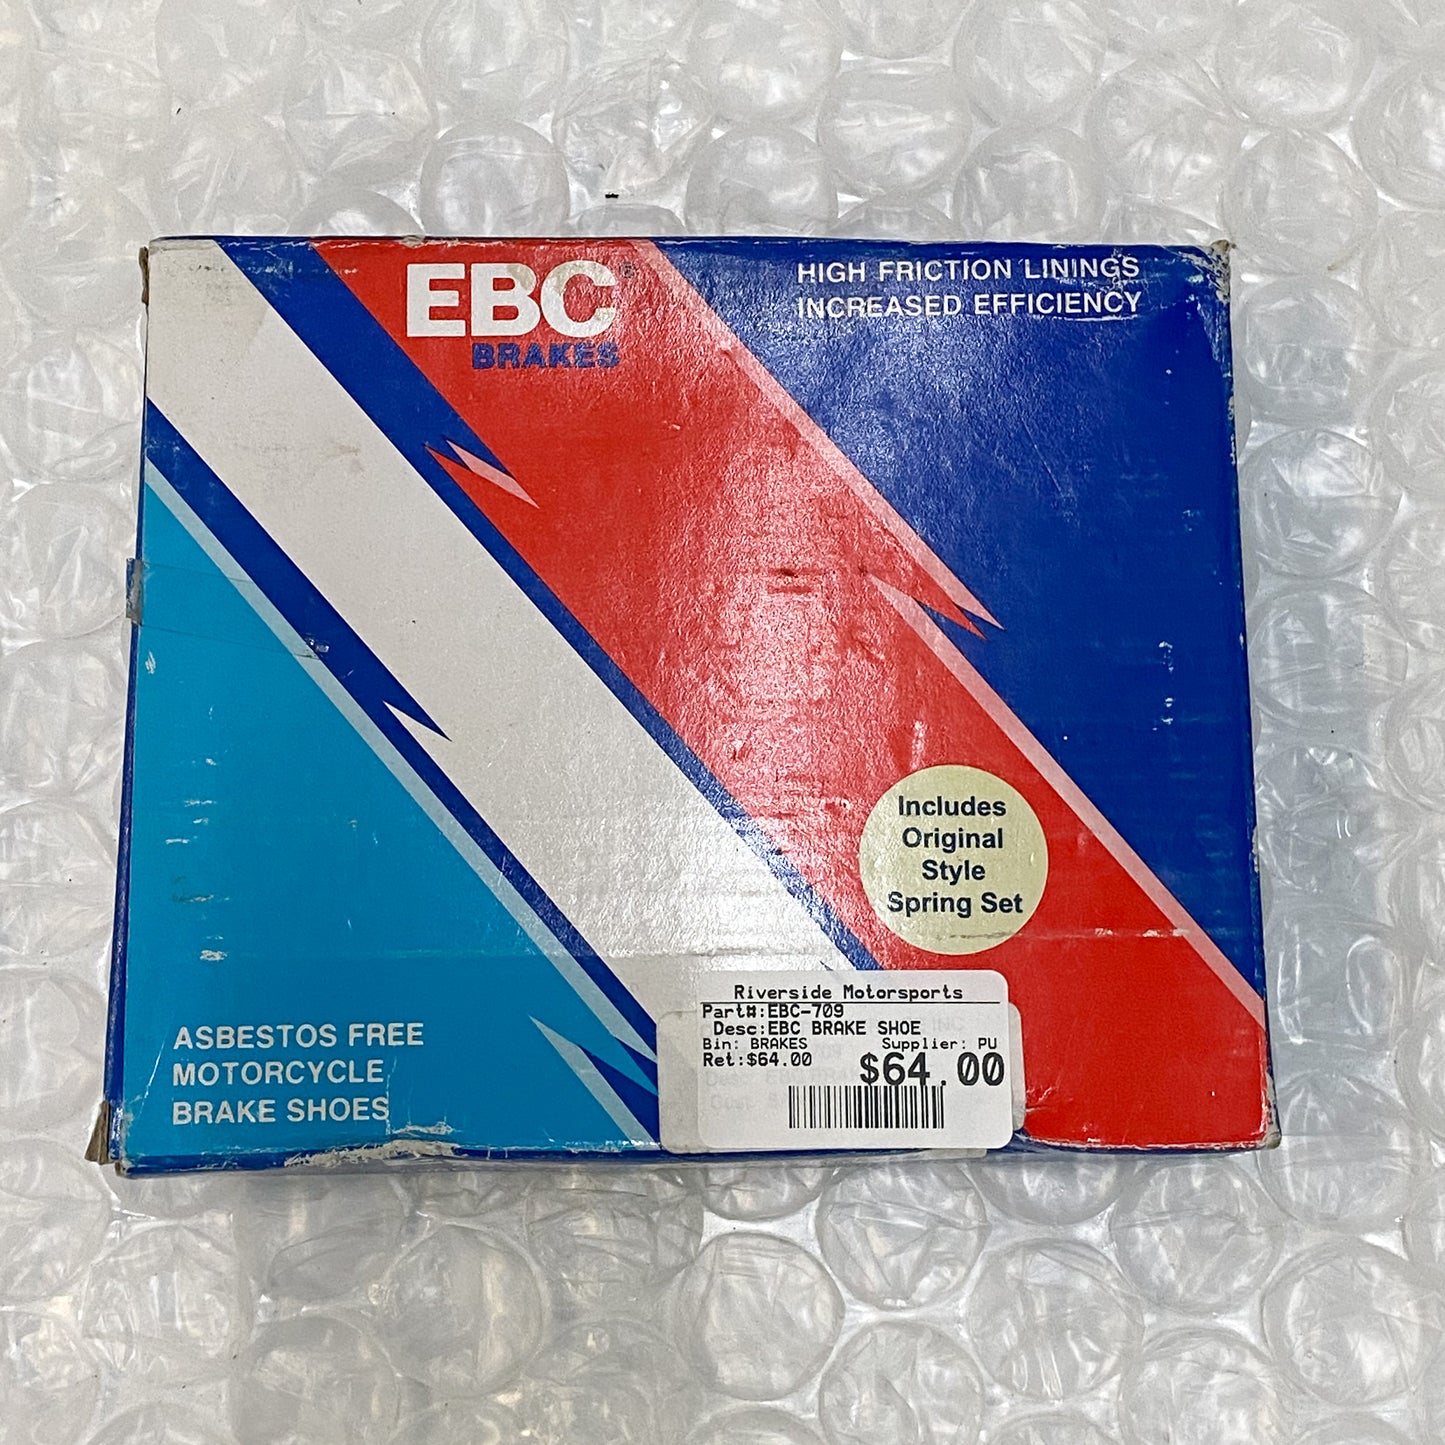 EBC®
BRAKES
HIGH FRICTION LININGS
INCREASED EFFICIENCY
Includes
Original
Style
Spring Set
ASBESTOS FREE
MOTORCYCLE
BRAKE SHOES
Riverside Motorsports
Part#:EBC-709
Desc:EBC BRAKE SHOE
Bin: BRAKES Supplier: PU
Ret:$64.00 $64.00